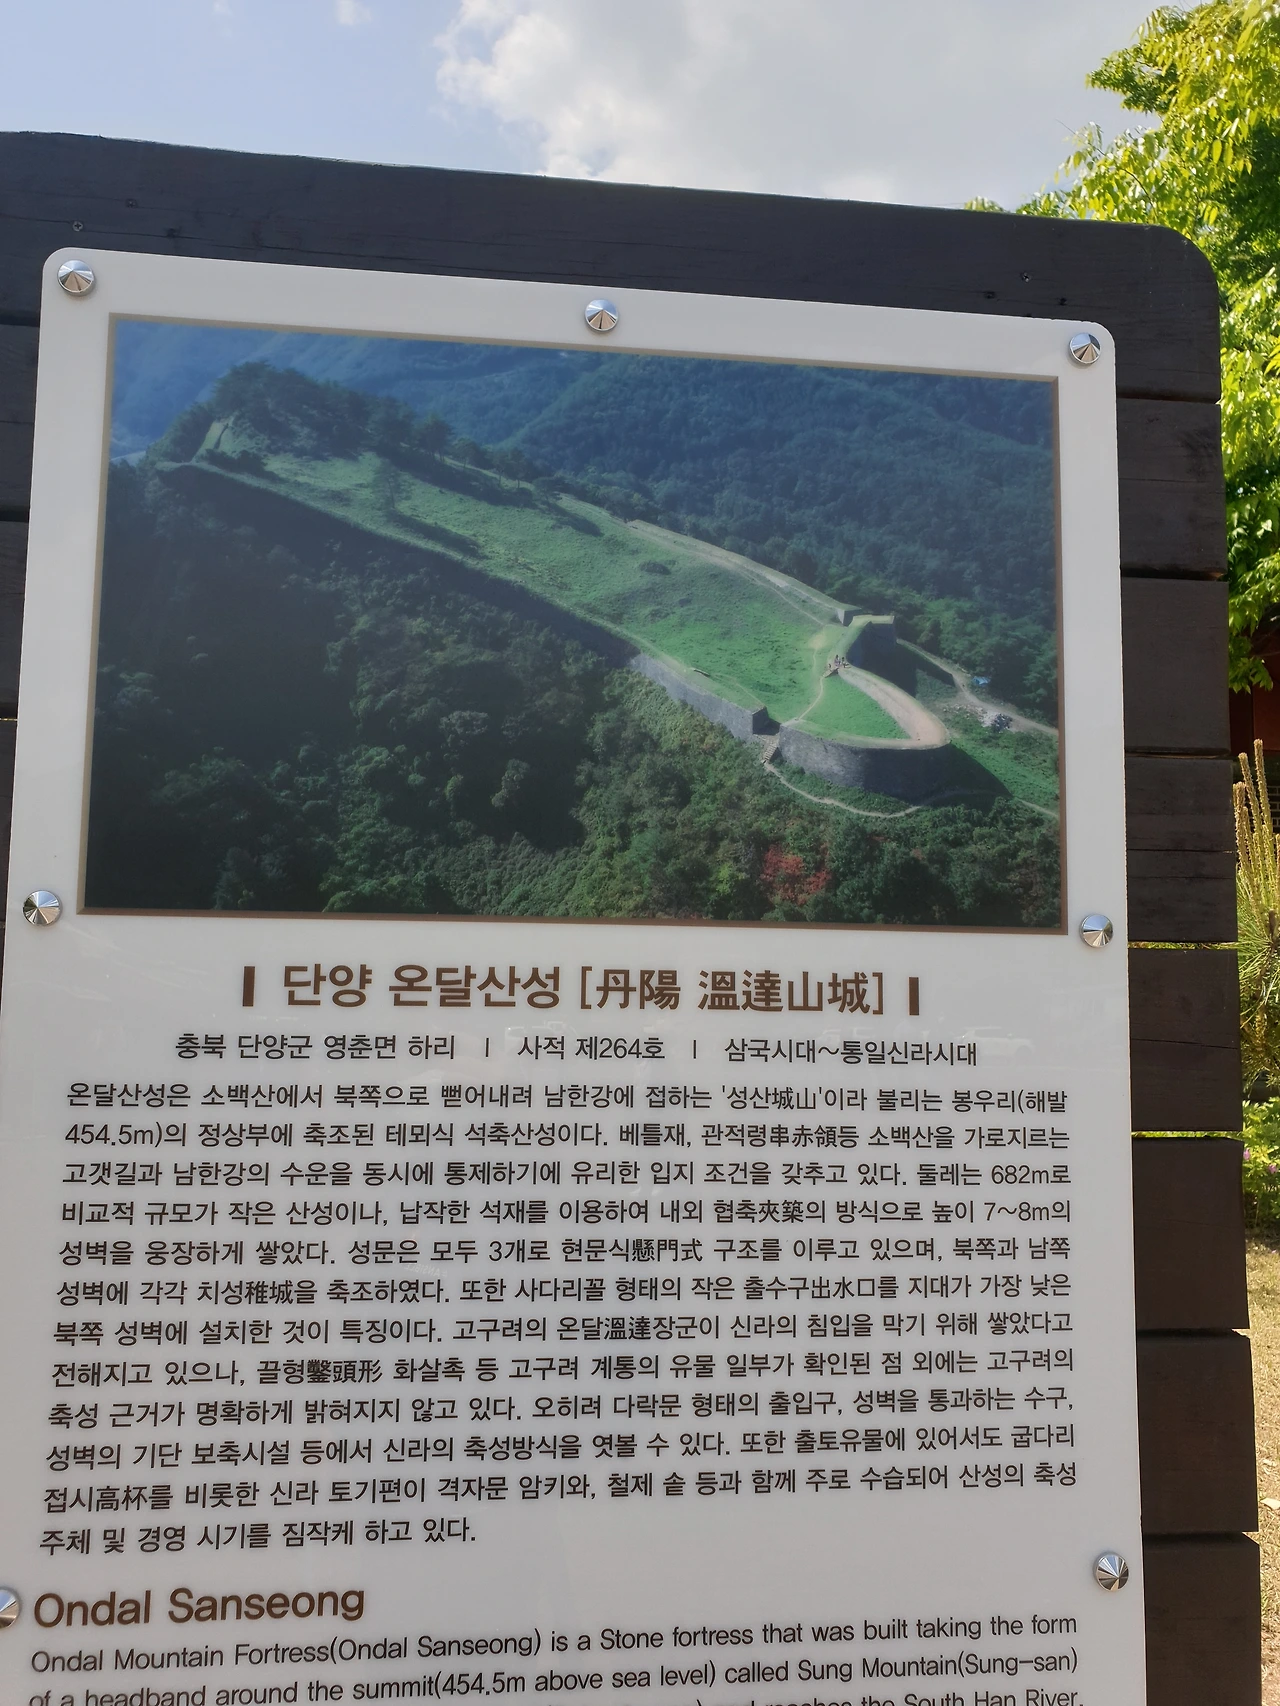 단양 온달산성 [丹陽 溫達山城]
충북 단양군 영춘면 하리 | 사적 제264호 | 삼국시대~통일신라시대
온달산성은 소백산에서 북쪽으로 뻗어내려 남한강에 접하는 '성산城山'이라 불리는 봉우리(해발
454.5m)의 정상부에 축조된 테뫼식 석축산성이다. 베틀재, 관적령串赤嶺등 소백산을 가로지르는
고갯길과 남한강의 수운을 동시에 통제하기에 유리한 입지 조건을 갖추고 있다. 둘레는 682m로
비교적 규모가 작은 산성이나, 납작한 석재를 이용하여 내외 협축夾築의 방식으로 높이 7~8m의
성벽을 웅장하게 쌓았다. 성문은 모두 3개로 현문식懸門式 구조를 이루고 있으며, 북쪽과 남쪽
성벽에 각각 치성稚城을 축조하였다. 또한 사다리꼴 형태의 작은 출수구出水口를 지대가 가장 낮은
북쪽 성벽에 설치한 것이 특징이다. 고구려의 온달溫達장군이 신라의 침입을 막기 위해 쌓았다고
전해지고 있으나, 끌형鑿頭形 화살촉 등 고구려 계통의 유물 일부가 확인된 점 외에는 고구려의
축성 근거가 명확하게 밝혀지지 않고 있다. 오히려 다락문 형태의 출입구, 성벽을 통과하는 수구,
성벽의 기단 보축시설 등에서 신라의 축성방식을 엿볼 수 있다. 또한 출토유물에 있어서도 굽다리
접시高杯를 비롯한 신라 토기편이 격자문 암키와, 철제 솥 등과 함께 주로 수습되어 산성의 축성
주체 및 경영 시기를 짐작케 하고 있다.
Ondal Sanseong
Ondal Mountain Fortress(Ondal Sanseong) is a Stone fortress that was built taking the form
of a headband around the summit(454.5m above sea level) called Sung Mountain(Sung-san)
and reaches the South Han River.